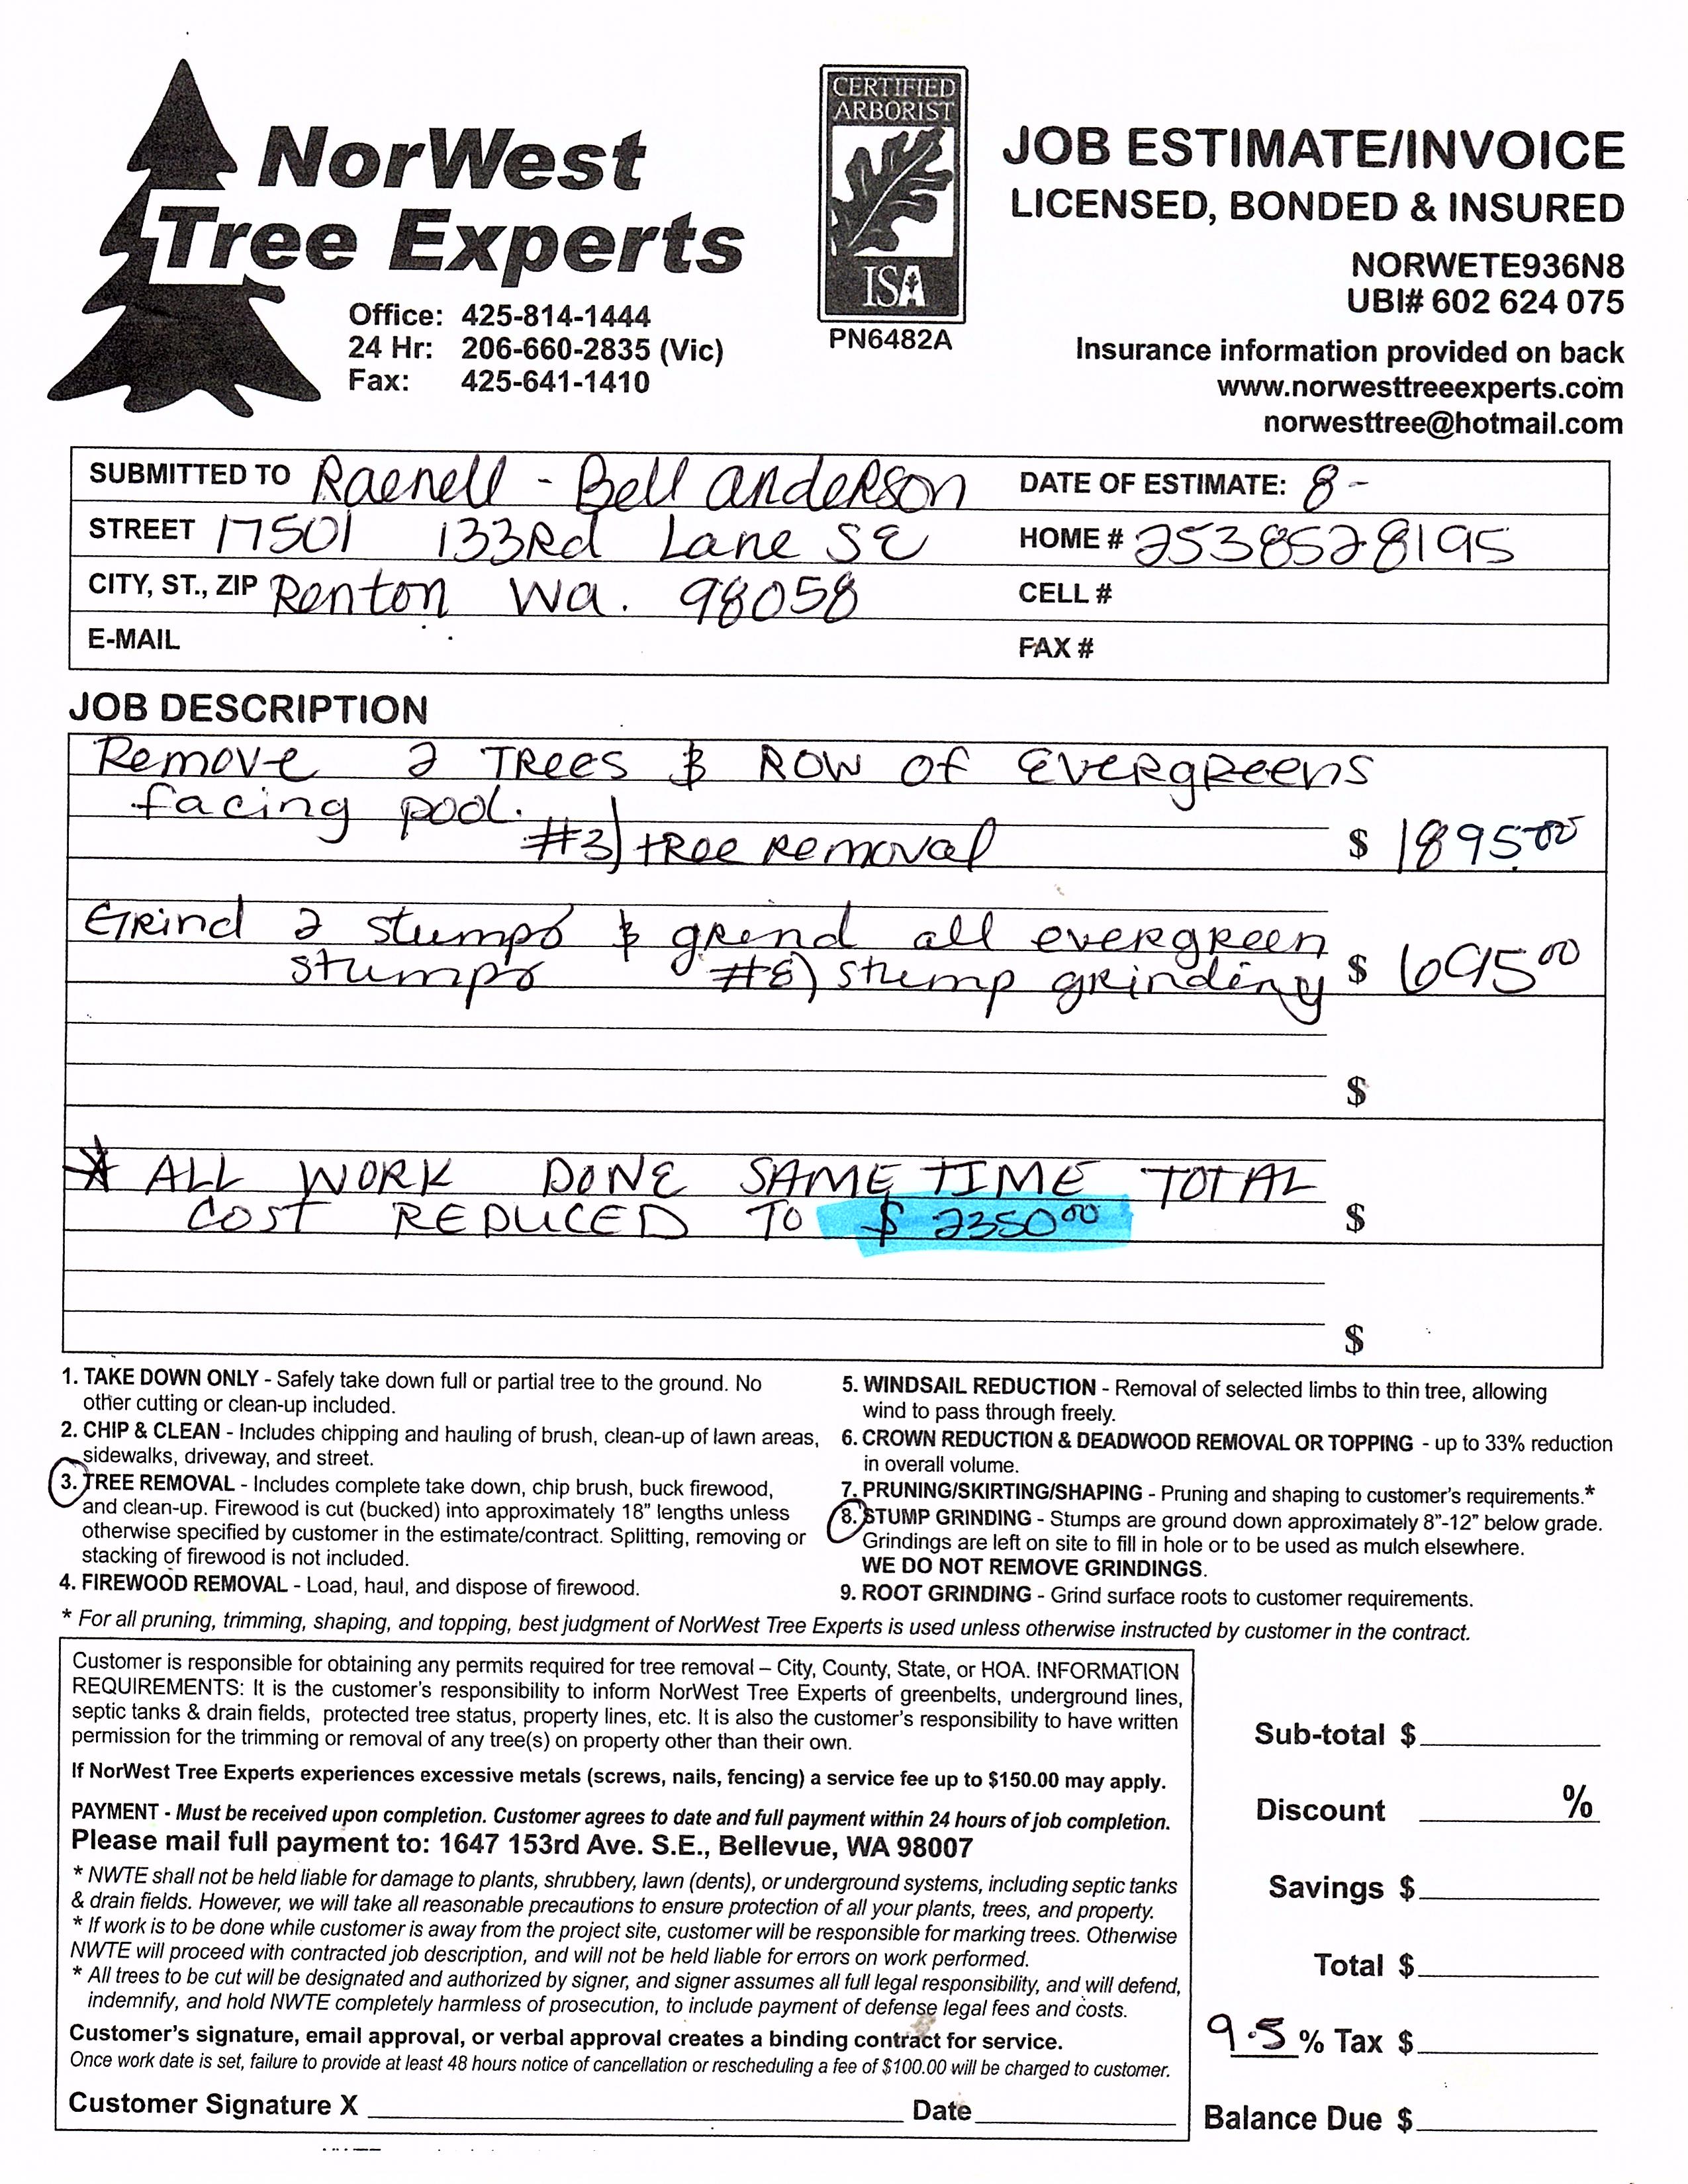 NorWest
Tree Experts
Office: 425-814-1444
24 Hr: 206-660-2835 (Vic)
Fax: 425-641-1410
CERTIFIED
ARBORIST
ISA
PN6482A
JOB ESTIMATE/INVOICE
LICENSED, BONDED & INSURED
NORWETE936N8
UBI# 602 624 075
Insurance information provided on back
www.norwesttreeexperts.com
norwesttree@hotmail.com
SUBMITTED TO Raenell - Bell anderson DATE OF ESTIMATE: 8-
STREET 17501 133Rd Lane SE HOME # 2538528195
CITY, ST., ZIP Renton Wa. 98058 CELL #
E-MAIL FAX #
JOB DESCRIPTION
Remove 2 TRees & ROW of EVERgReens
facing pool.
#3) tRee Removal $ 1895.00
GRind 2 stumps & grind all eveRgReen
stumps #8) stump grinding $ 695 00
$
* ALL WORK DONE SAME TIME TOTAL
COST REDUCED TO $ 2350 00 $
$
1. TAKE DOWN ONLY - Safely take down full or partial tree to the ground. No
other cutting or clean-up included.
2. CHIP & CLEAN - Includes chipping and hauling of brush, clean-up of lawn areas,
sidewalks, driveway, and street.
3. TREE REMOVAL - Includes complete take down, chip brush, buck firewood,
and clean-up. Firewood is cut (bucked) into approximately 18" lengths unless
otherwise specified by customer in the estimate/contract. Splitting, removing or
stacking of firewood is not included.
4. FIREWOOD REMOVAL - Load, haul, and dispose of firewood.
5. WINDSAIL REDUCTION - Removal of selected limbs to thin tree, allowing
wind to pass through freely.
6. CROWN REDUCTION & DEADWOOD REMOVAL OR TOPPING - up to 33% reduction
in overall volume.
7. PRUNING/SKIRTING/SHAPING - Pruning and shaping to customer's requirements.*
8. STUMP GRINDING - Stumps are ground down approximately 8"-12" below grade.
Grindings are left on site to fill in hole or to be used as mulch elsewhere.
WE DO NOT REMOVE GRINDINGS.
9. ROOT GRINDING - Grind surface roots to customer requirements.
* For all pruning, trimming, shaping, and topping, best judgment of NorWest Tree Experts is used unless otherwise instructed by customer in the contract.
Customer is responsible for obtaining any permits required for tree removal – City, County, State, or HOA. INFORMATION
REQUIREMENTS: It is the customer's responsibility to inform NorWest Tree Experts of greenbelts, underground lines,
septic tanks & drain fields, protected tree status, property lines, etc. It is also the customer's responsibility to have written
permission for the trimming or removal of any tree(s) on property other than their own.
If NorWest Tree Experts experiences excessive metals (screws, nails, fencing) a service fee up to $150.00 may apply.
PAYMENT - Must be received upon completion. Customer agrees to date and full payment within 24 hours of job completion.
Please mail full payment to: 1647 153rd Ave. S.E., Bellevue, WA 98007
* NWTE shall not be held liable for damage to plants, shrubbery, lawn (dents), or underground systems, including septic tanks
& drain fields. However, we will take all reasonable precautions to ensure protection of all your plants, trees, and property.
* If work is to be done while customer is away from the project site, customer will be responsible for marking trees. Otherwise
NWTE will proceed with contracted job description, and will not be held liable for errors on work performed.
* All trees to be cut will be designated and authorized by signer, and signer assumes all full legal responsibility, and will defend,
indemnify, and hold NWTE completely harmless of prosecution, to include payment of defense legal fees and costs.
Customer's signature, email approval, or verbal approval creates a binding contract for service.
Once work date is set, failure to provide at least 48 hours notice of cancellation or rescheduling a fee of $100.00 will be charged to customer.
Customer Signature X Date
Sub-total $
Discount %
Savings $
Total $
9.5 % Tax $
Balance Due $